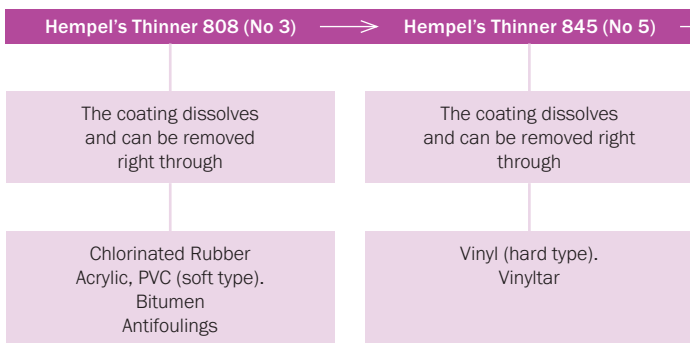 Hempel's Thinner 808 (No 3)
Hempel's Thinner 845 (No 5)
The coating dissolves
and can be removed
right through
The coating dissolves
and can be removed right
through
Chlorinated Rubber
Acrylic, PVC (soft type).
Bitumen
Antifoulings
Vinyl (hard type).
Vinyltar